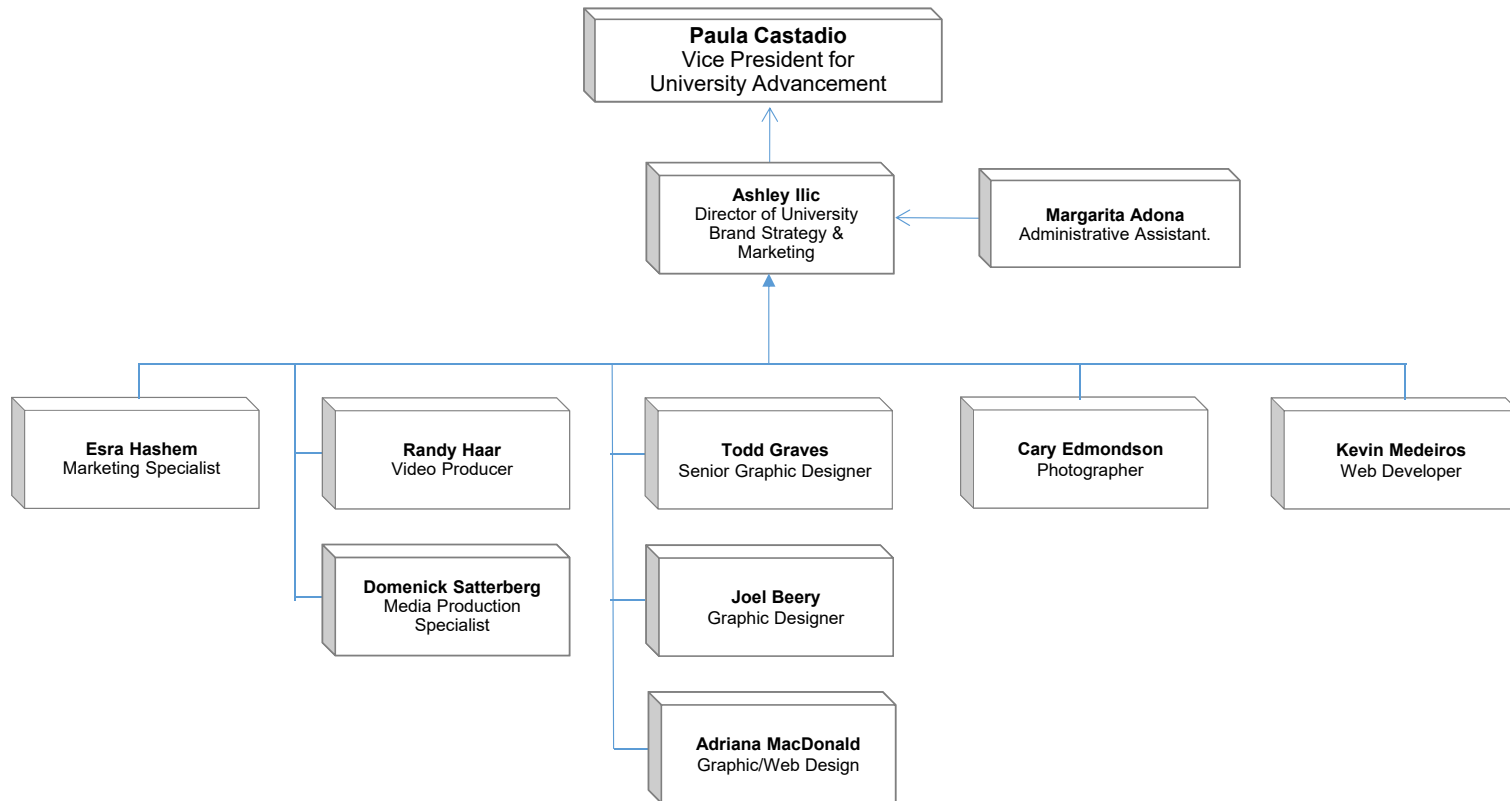 Paula Castadio
Vice President for
University Advancement
Ashley Ilic
Director of University
Brand Strategy &
Marketing
Margarita Adona
Administrative Assistant.
Esra Hashem
Marketing Specialist
Randy Haar
Video Producer
Todd Graves
Senior Graphic Designer
Cary Edmondson
Photographer
Kevin Medeiros
Web Developer
Domenick Satterberg
Media Production
Specialist
Joel Beery
Graphic Designer
Adriana MacDonald
Graphic/Web Design